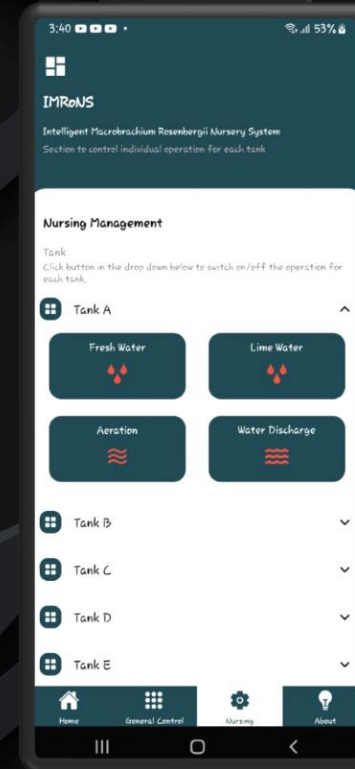 3:40
53%
IMRoNS
Intelligent Macrobrachium Rosenbergii Nursery System
Section to control individual operation for each tank
Nursing Management
Tank
Click button in the drop down below to switch on/off the operation for
each tank.
Tank A
Fresh Water
Lime Water
Aeration
Water Discharge
Tank B
Tank C
Tank D
Tank E
Home
General Control
Nursing
About